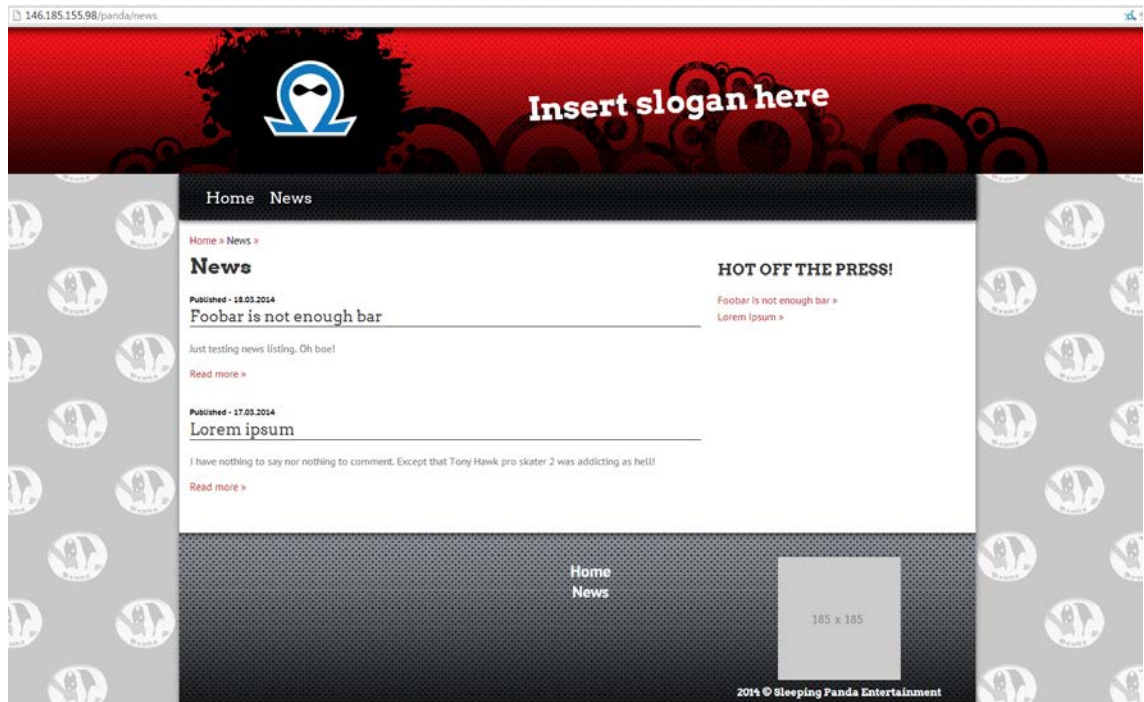 146.185.155.98/panda/news
Insert slogan here
Home News
Home » News »
News
Published - 18.03.2014
Foobar is not enough bar
Just testing news listing. Oh boe!
Read more »
Published - 17.03.2014
Lorem ipsum
I have nothing to say nor nothing to comment. Except that Tony Hawk pro skater 2 was addicting as hell!
Read more »
HOT OFF THE PRESS!
Foobar is not enough bar »
Lorem Ipsum »
Home
News
185 x 185
2014 © Sleeping Panda Entertainment